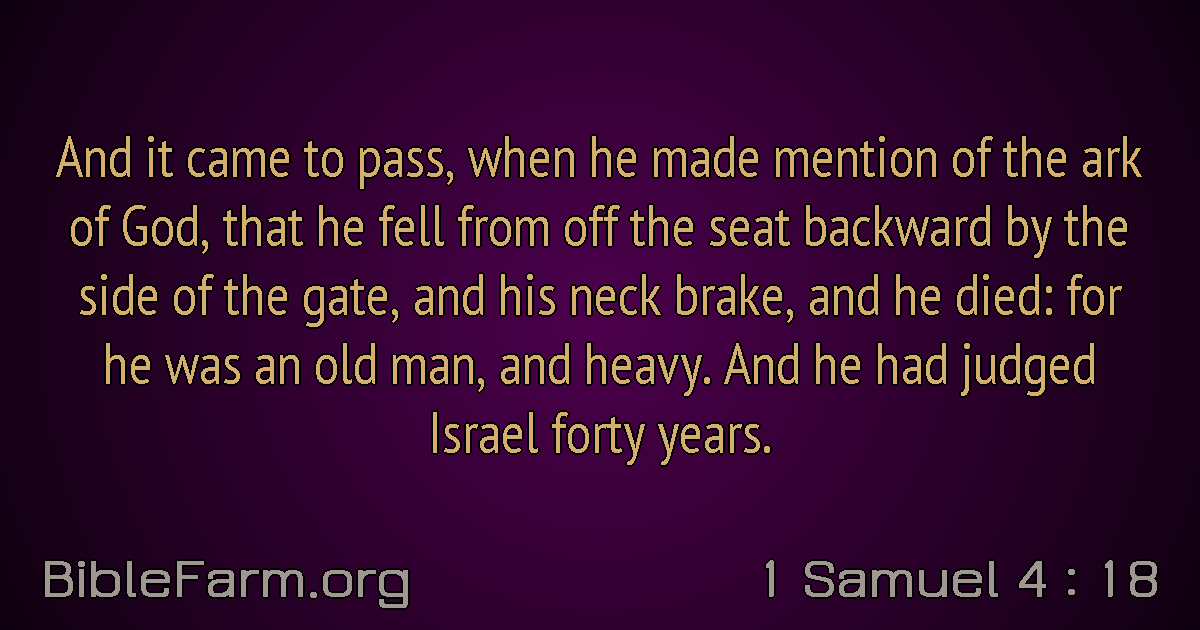 And it came to pass, when he made mention of the ark
of God, that he fell from off the seat backward by the
side of the gate, and his neck brake, and he died: for
he was an old man, and heavy. And he had judged
Israel forty years.
BibleFarm.org
1 Samuel 4 : 18